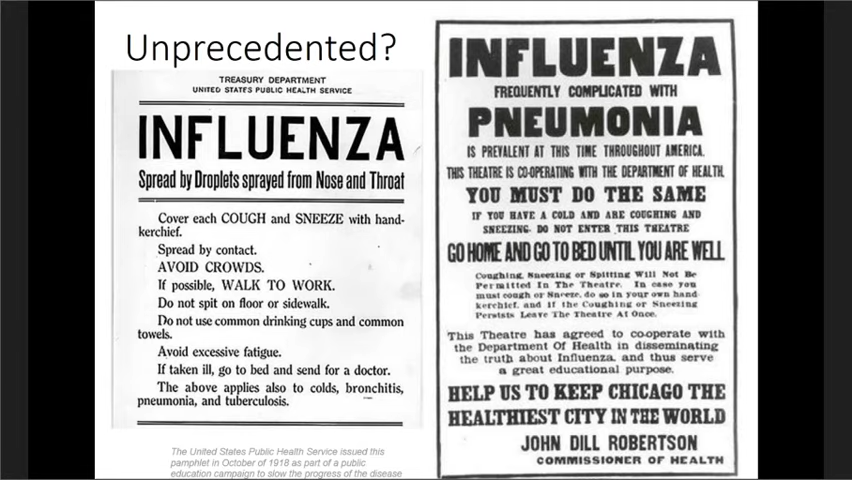 Unprecedented?
TREASURY DEPARTMENT
UNITED STATES PUBLIC HEALTH SERVICE
INFLUENZA
Spread by Droplets sprayed from Nose and Throat
Cover each COUGH and SNEEZE with hand-
kerchief.
Spread by contact.
AVOID CROWDS.
If possible, WALK TO WORK.
Do not spit on floor or sidewalk.
Do not use common drinking cups and common
towels.
Avoid excessive fatigue.
If taken ill, go to bed and send for a doctor.
The above applies also to colds, bronchitis,
pneumonia, and tuberculosis.
The United States Public Health Service issued this
pamphlet in October of 1918 as part of a public
education campaign to slow the progress of the disease
INFLUENZA
FREQUENTLY COMPLICATED WITH
PNEUMONIA
IS PREVALENT AT THIS TIME THROUGHOUT AMERICA.
THIS THEATRE IS CO-OPERATING WITH THE DEPARTMENT OF HEALTH.
YOU MUST DO THE SAME
IF YOU HAVE A COLD AND ARE COUGHING AND
SNEEZING. DO NOT ENTER THIS THEATRE
GO HOME AND GO TO BED UNTIL YOU ARE WELL
Coughing, Sneezing or Spitting Will Not Be
Permitted In The Theatre. In case you
must cough or Sneeze, do so in your own hand-
kerchief, and if the Coughing or Sneezing
Persists Leave The Theatre At Once.
This Theatre has agreed to co-operate with
the Department Of Health in disseminating
the truth about Influenza, and thus serve
a great educational purpose.
HELP US TO KEEP CHICAGO THE
HEALTHIEST CITY IN THE WORLD
JOHN DILL ROBERTSON
COMMISSIONER OF HEALTH